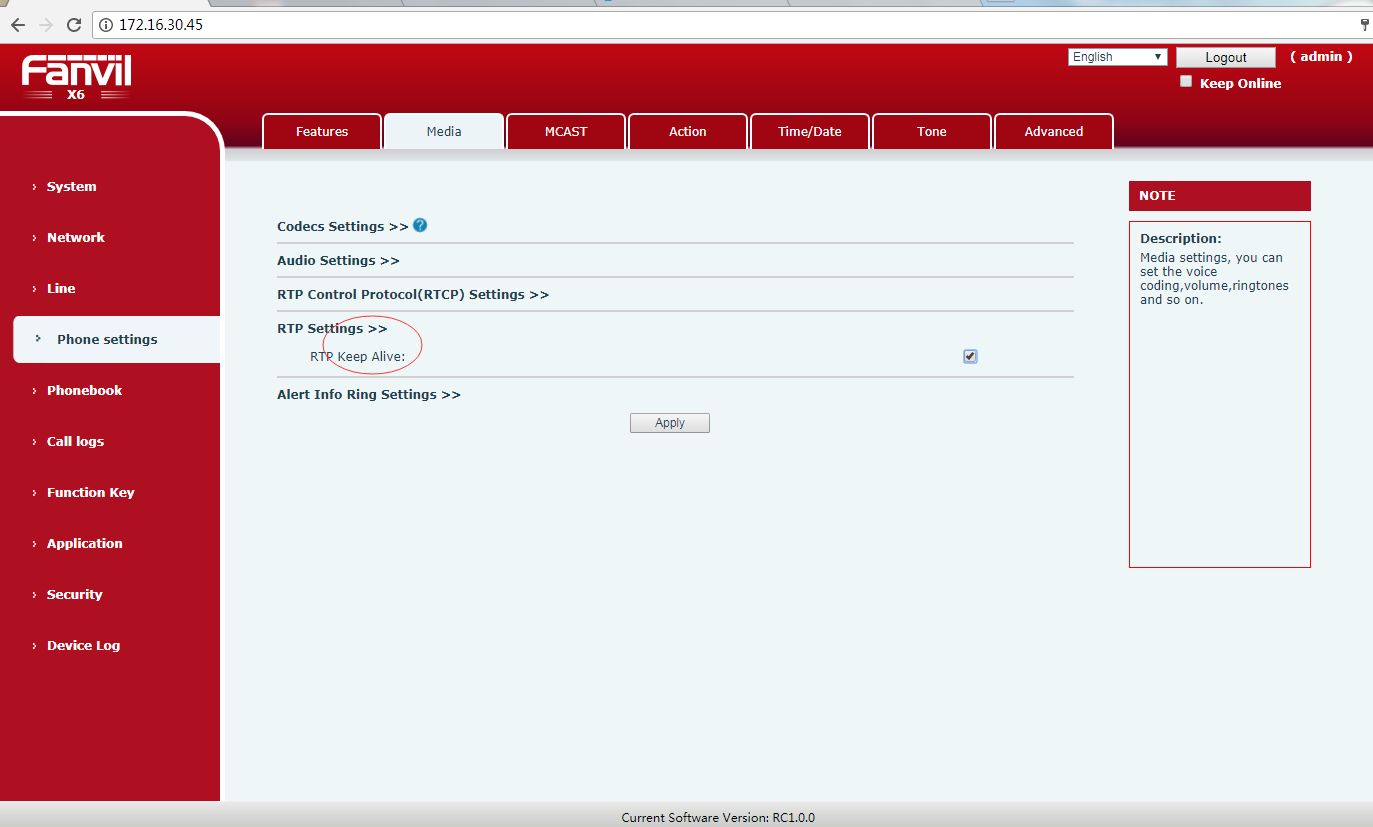 172.16.30.45
Fanvil
X6
English
Logout
( admin )
Keep Online
Features
Media
MCAST
Action
Time/Date
Tone
Advanced
› System
› Network
› Line
› Phone settings
› Phonebook
› Call logs
› Function Key
› Application
› Security
› Device Log
Codecs Settings >> ?
Audio Settings >>
RTP Control Protocol(RTCP) Settings >>
RTP Settings >>
RTP Keep Alive:
Alert Info Ring Settings >>
Apply
NOTE
Description:
Media settings, you can
set the voice
coding,volume,ringtones
and so on.
Current Software Version: RC1.0.0